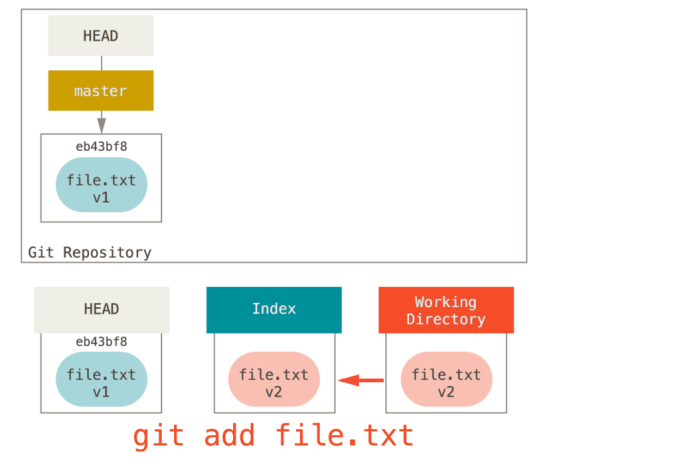 HEAD
master
eb43bf8
file.txt
v1
Git Repository
HEAD
Index
Working
Directory
eb43bf8
file.txt
v1
file.txt
v2
file.txt
v2
git add file.txt